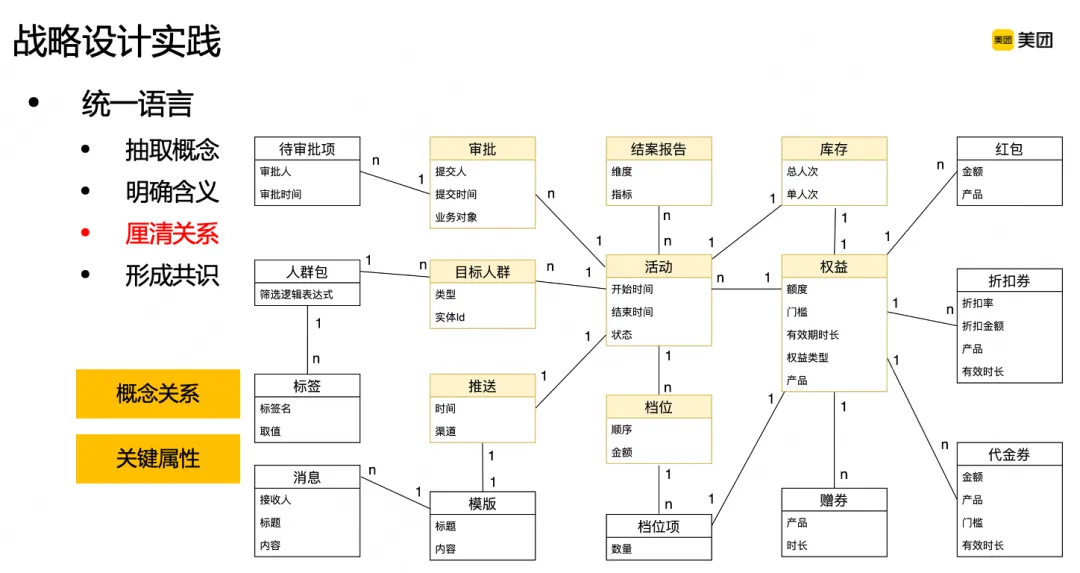 战略设计实践
美团 美团
统一语言
抽取概念
明确含义
厘清关系
形成共识
概念关系
关键属性
待审批项
审批人
审批时间
n
1
审批
提交人
提交时间
业务对象
n
1
结案报告
维度
指标
n
n
库存
总人次
单人次
1
1
1
1
红包
金额
产品
n
1
人群包
筛选逻辑表达式
1
n
目标人群
类型
实体Id
n
1
活动
开始时间
结束时间
状态
n
1
权益
额度
门槛
有效期时长
权益类型
产品
1
n
折扣券
折扣率
折扣金额
产品
有效时长
1
n
标签
标签名
取值
推送
时间
渠道
1
1
1
n
档位
顺序
金额
1
n
代金券
金额
产品
门槛
有效时长
消息
接收人
标题
内容
n
1
1
1
模版
标题
内容
1
n
档位项
数量
1
1
1
n
赠券
产品
时长